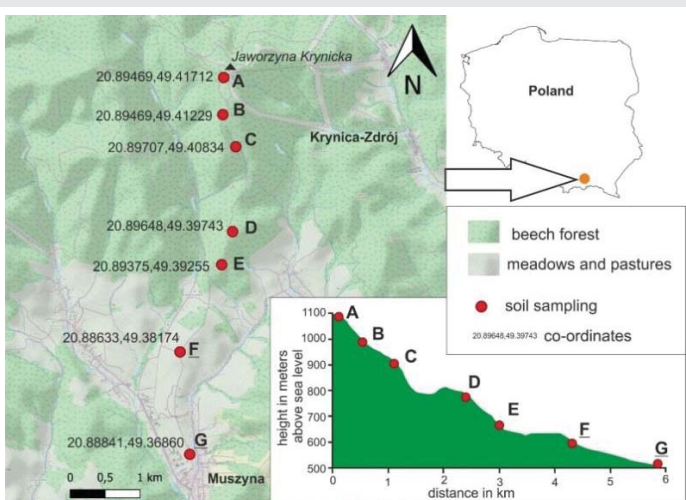 Jaworzyna Krynicka
20.89469,49.41712
A
20.89469,49.41229
B
20.89707,49.40834
C
Krynica-Zdrój
N
20.89648,49.39743
D
20.89375,49.39255
E
20.88633,49.38174
F
20.88841,49.36860
G
Muszyna
0 0,5 1 km
Poland
beech forest
meadows and pastures
soil sampling
20.89648,49.39743 co-ordinates
height in meters
above sea level
1100
1000
900
800
700
600
500
A
B
C
D
E
F
G
0 1 2 3 4 5 6
distance in km